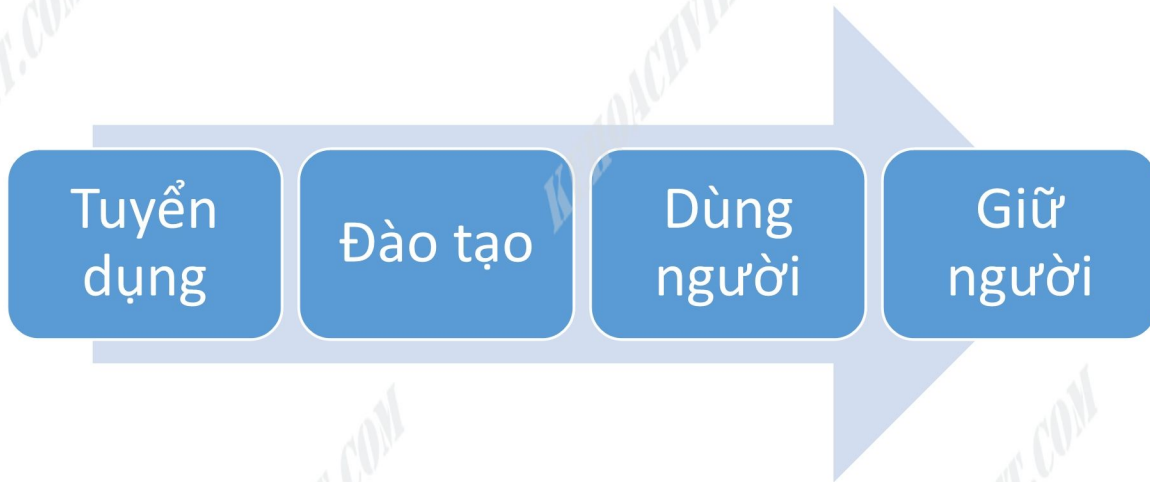 Tuyển
dụng
Đào tạo
Dùng
người
Giữ
người